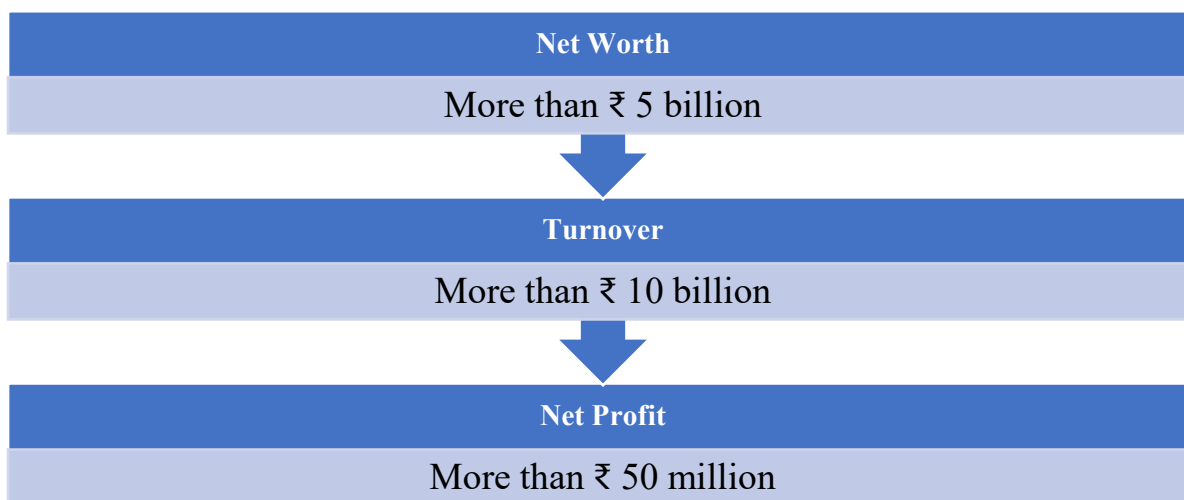 Net Worth
More than ₹ 5 billion
Turnover
More than ₹ 10 billion
Net Profit
More than ₹ 50 million